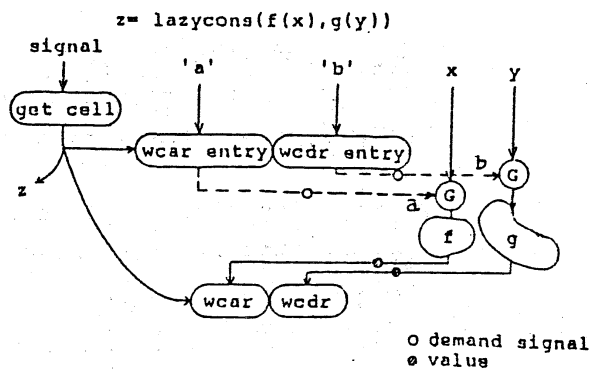 z= lazycons(f(x),g(y))
signal
'a'
'b'
x
y
get cell
wcar entry
wcdr entry
b
G
z
a
G
f
g
wcar
wcdr
o demand signal
ø value